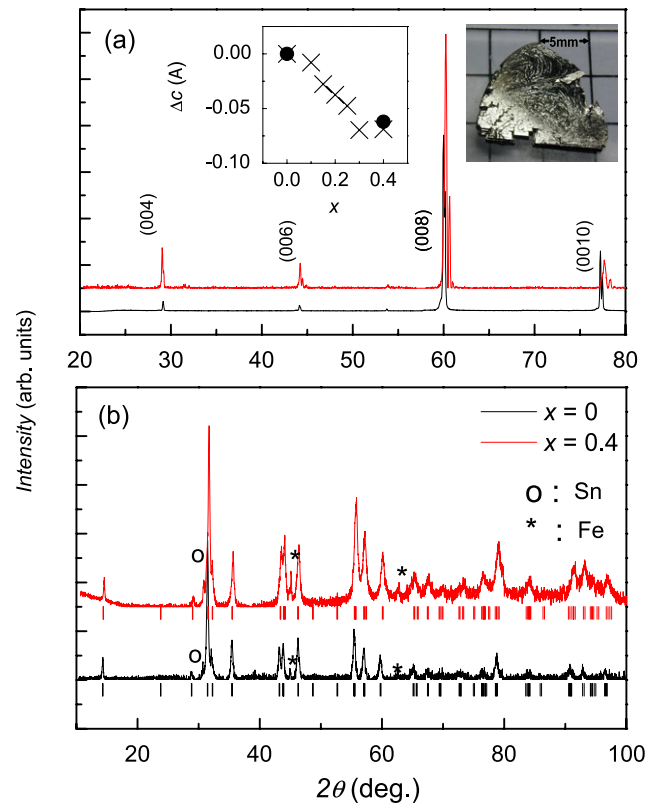 (a)
0.00
-0.05
-0.10
Δc (A)
0.0 0.2 0.4
x
5mm
(004)
(006)
(008)
(0010)
20 30 40 50 60 70 80
Intensity (arb. units)
(b)
x = 0
x = 0.4
o : Sn
* : Fe
o
*
*
o
*
*
20 40 60 80 100
2θ (deg.)